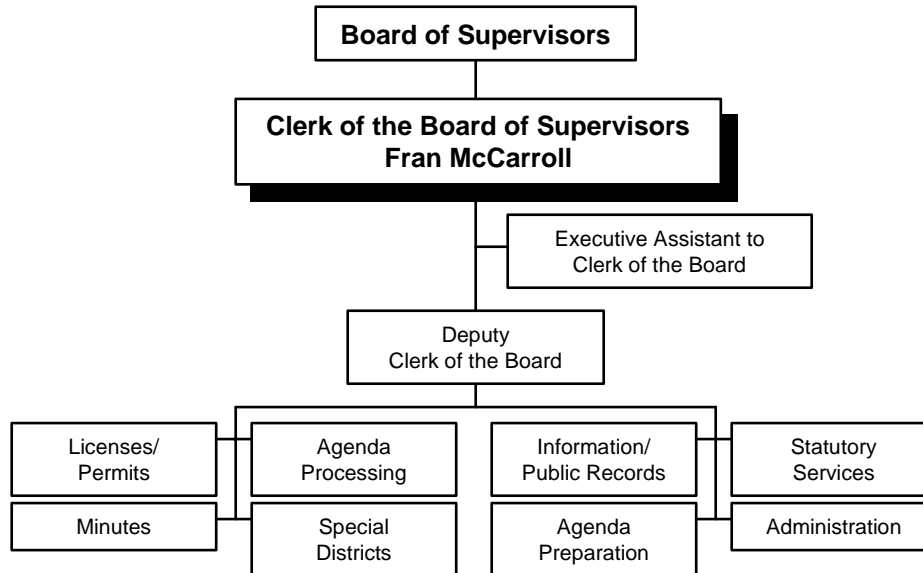 Board of Supervisors
Clerk of the Board of Supervisors
Fran McCarroll
Executive Assistant to
Clerk of the Board
Deputy
Clerk of the Board
Licenses/
Permits
Agenda
Processing
Information/
Public Records
Statutory
Services
Minutes
Special
Districts
Agenda
Preparation
Administration